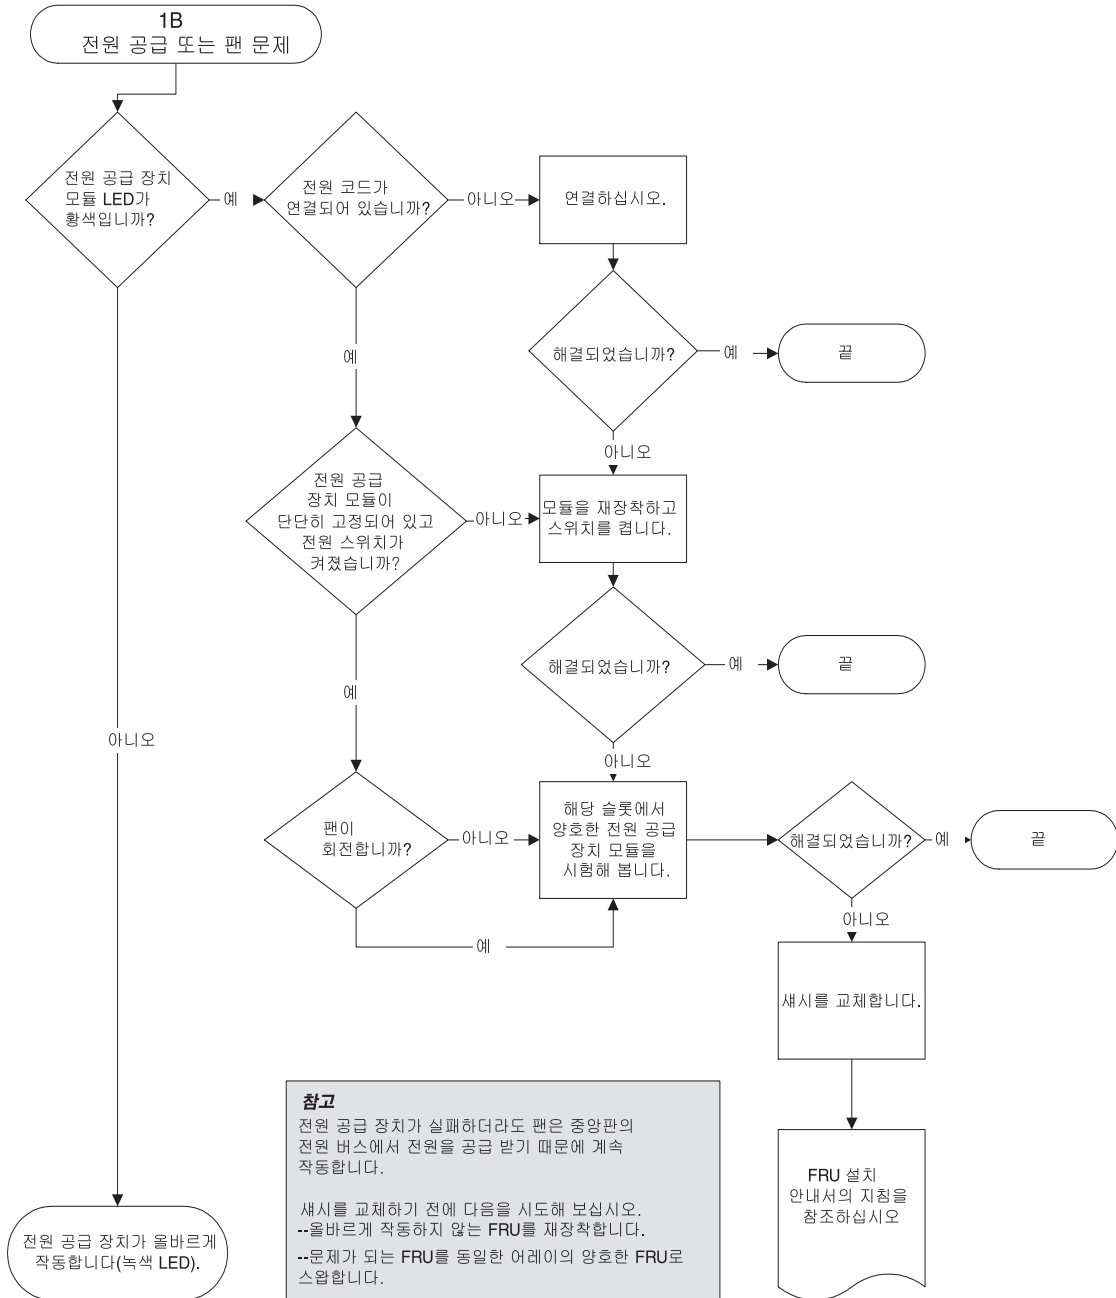 1B
전원 공급 또는 팬 문제
전원 공급 장치
모듈 LED가
황색입니까?
예
전원 코드가
연결되어 있습니까?
아니오
연결하십시오.
예
해결되었습니까?
예
끝
아니오
전원 공급
장치 모듈이
단단히 고정되어 있고
전원 스위치가
켜졌습니까?
아니오
모듈을 재장착하고
스위치를 켭니다.
예
해결되었습니까?
예
끝
아니오
아니오
팬이
회전합니까?
아니오
해당 슬롯에서
양호한 전원 공급
장치 모듈을
시험해 봅니다.
해결되었습니까?
예
끝
예
아니오
섀시를 교체합니다.
참고
전원 공급 장치가 실패하더라도 팬은 중앙판의
전원 버스에서 전원을 공급 받기 때문에 계속
작동합니다.
섀시를 교체하기 전에 다음을 시도해 보십시오.
--올바르게 작동하지 않는 FRU를 재장착합니다.
--문제가 되는 FRU를 동일한 어레이의 양호한 FRU로
스왑합니다.
FRU 설치
안내서의 지침을
참조하십시오
전원 공급 장치가 올바르게
작동합니다(녹색 LED).